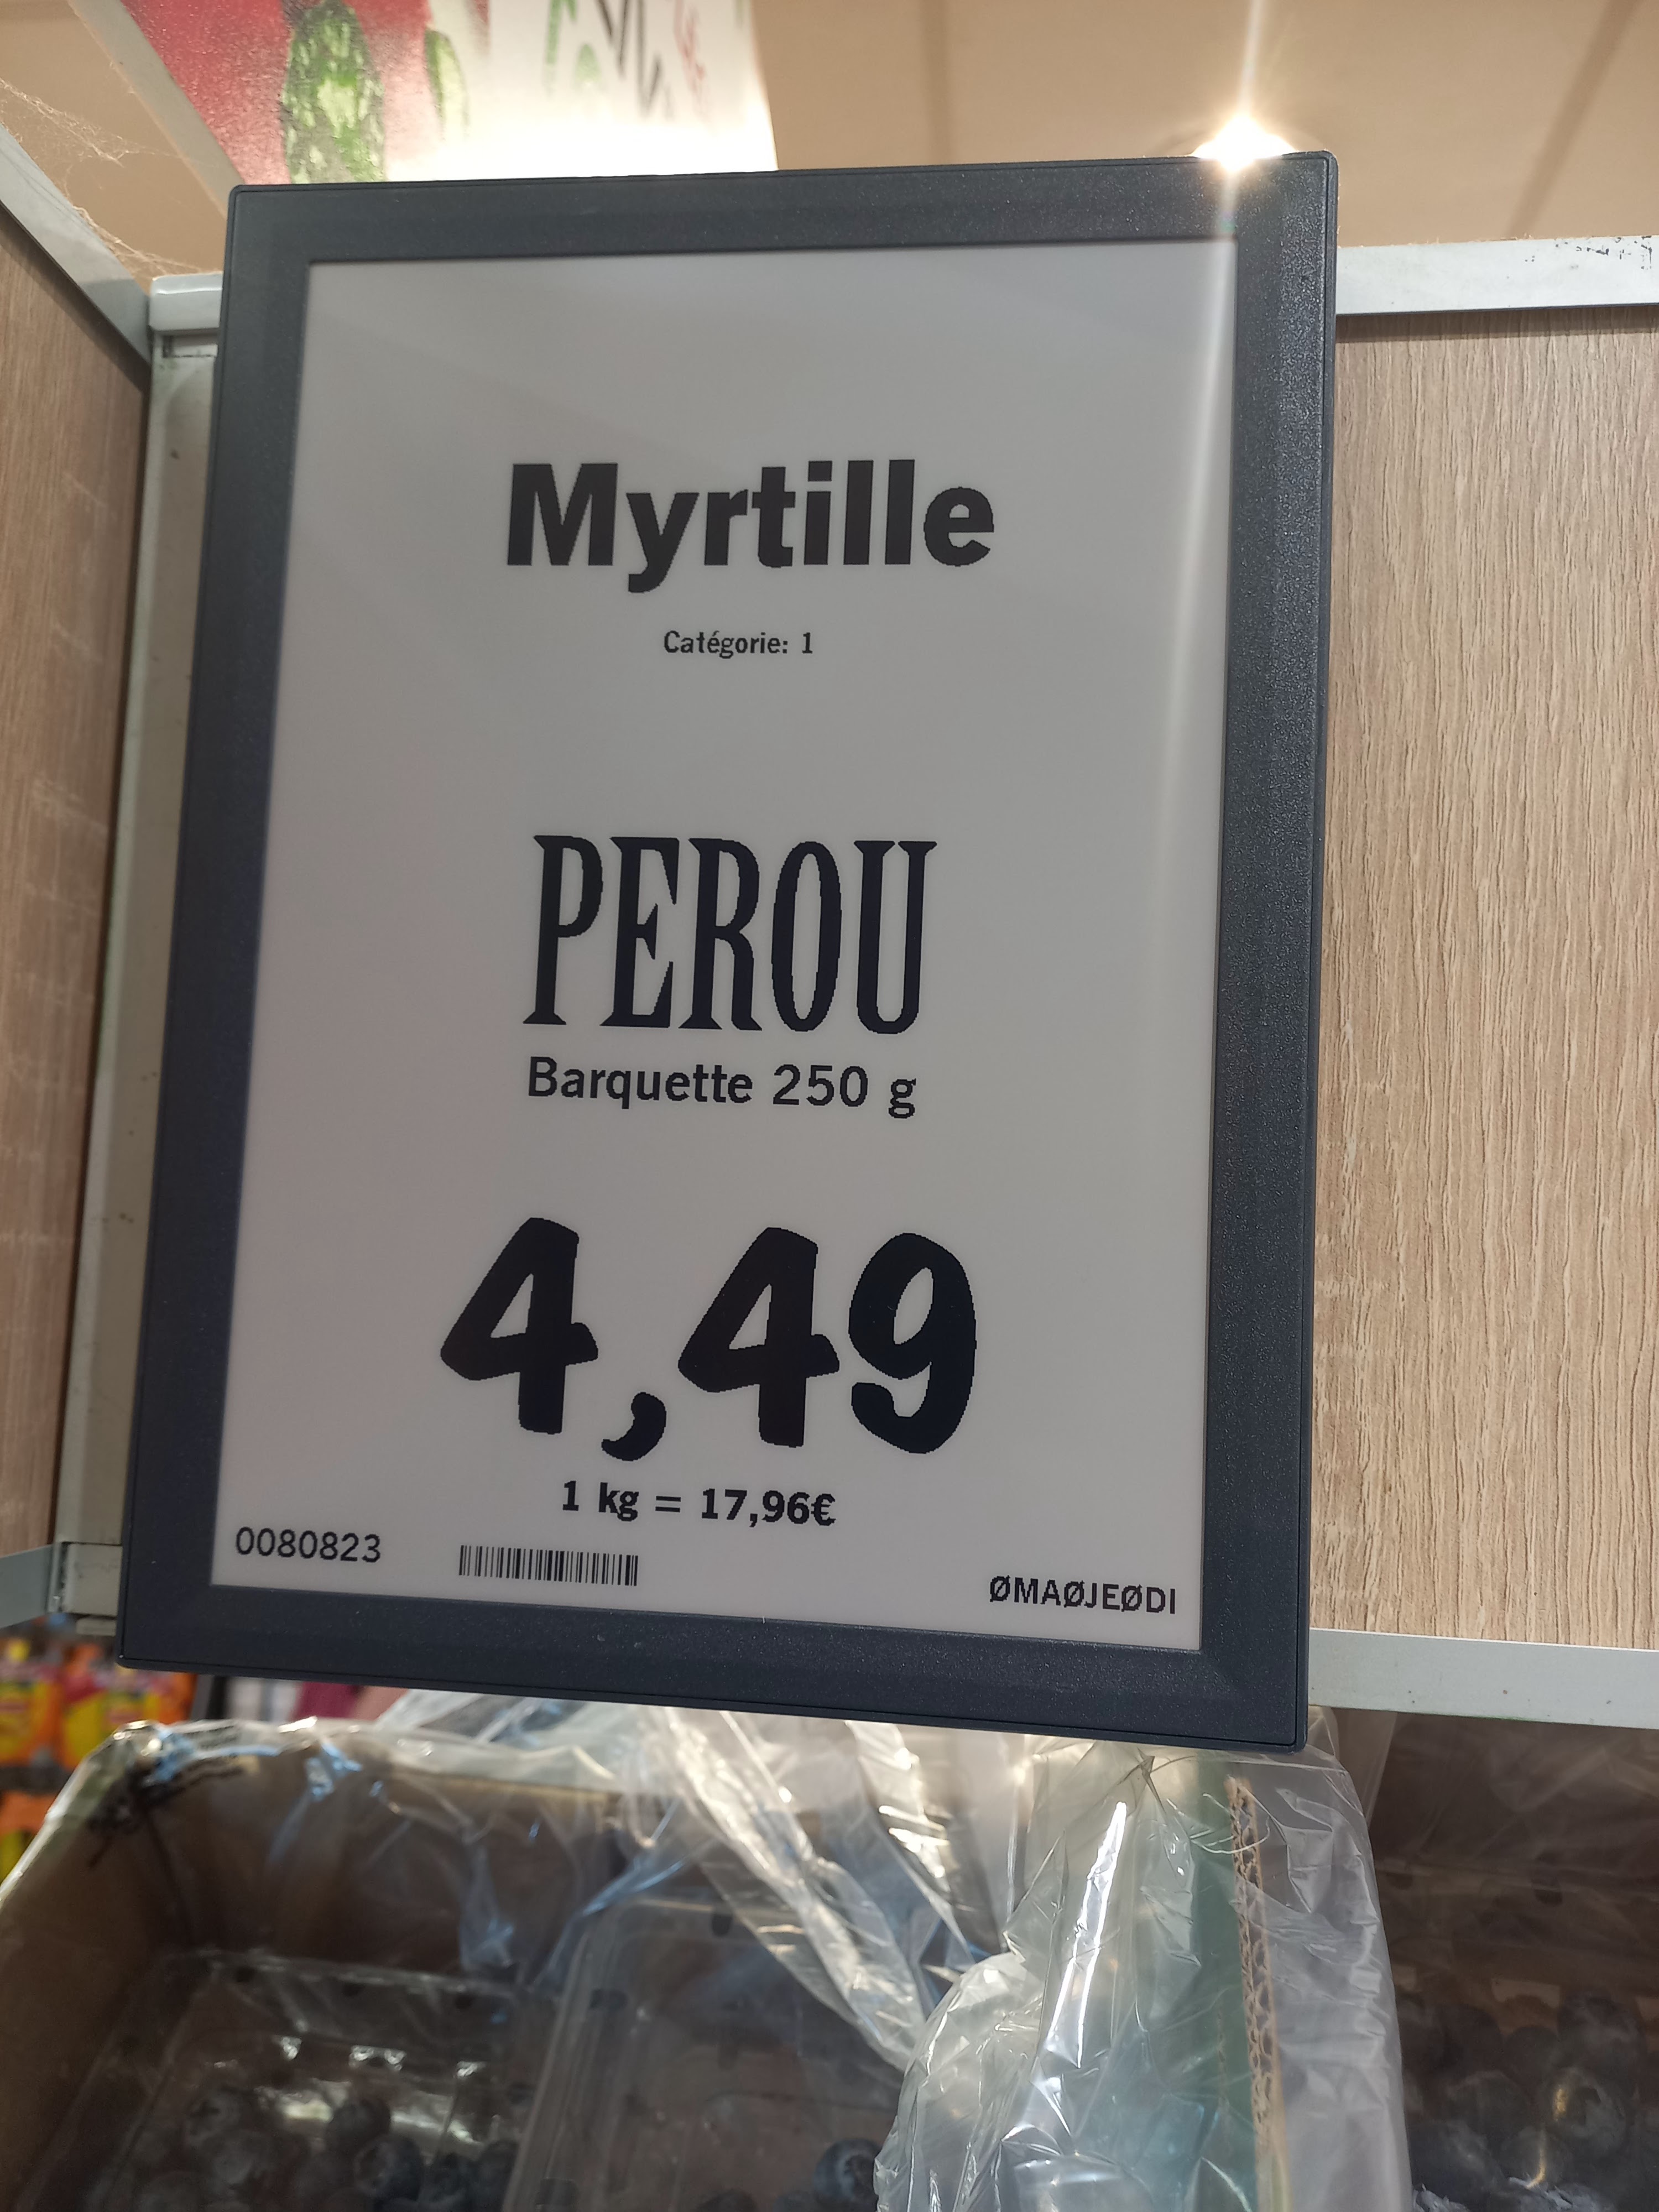 Myrtille
Catégorie: 1
PEROU
Barquette 250 g
4,49
1 kg = 17,96€
0080823
ØMAØJEØDI